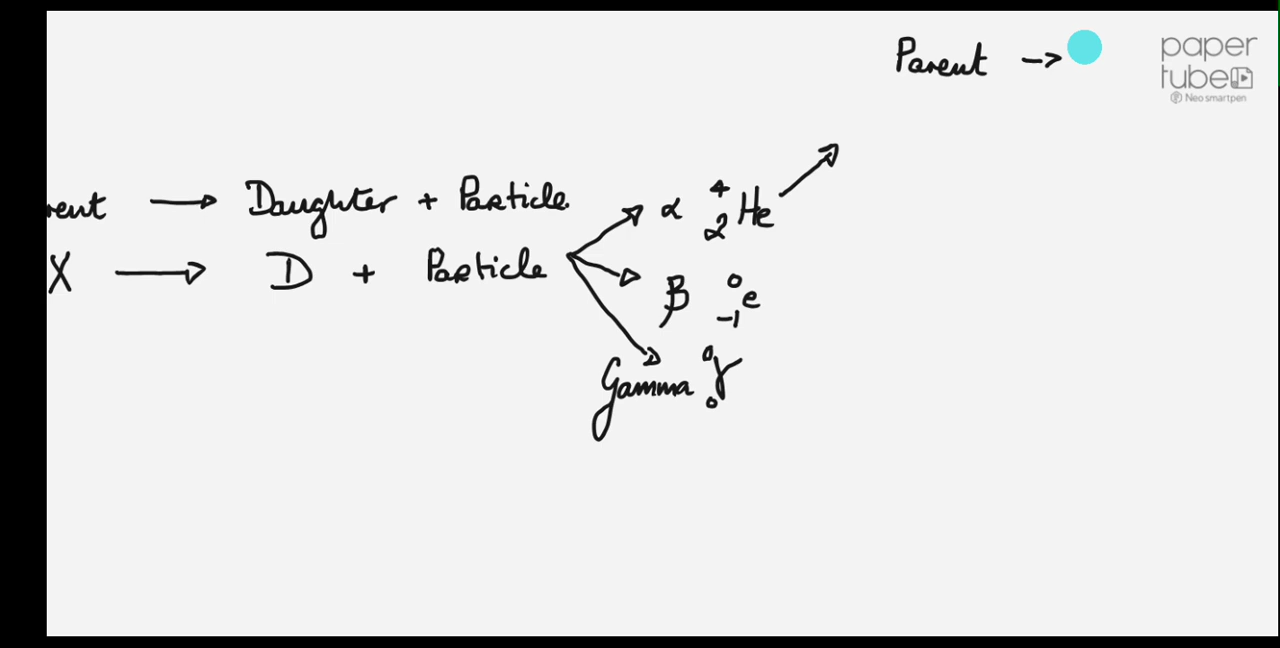 Parent ->
paper
tube
Neo smartpen
rent → Daughter + Particle
X → D + Particle
α ⁴₂He
β ⁰₋₁e
Gamma ⁰₀γ